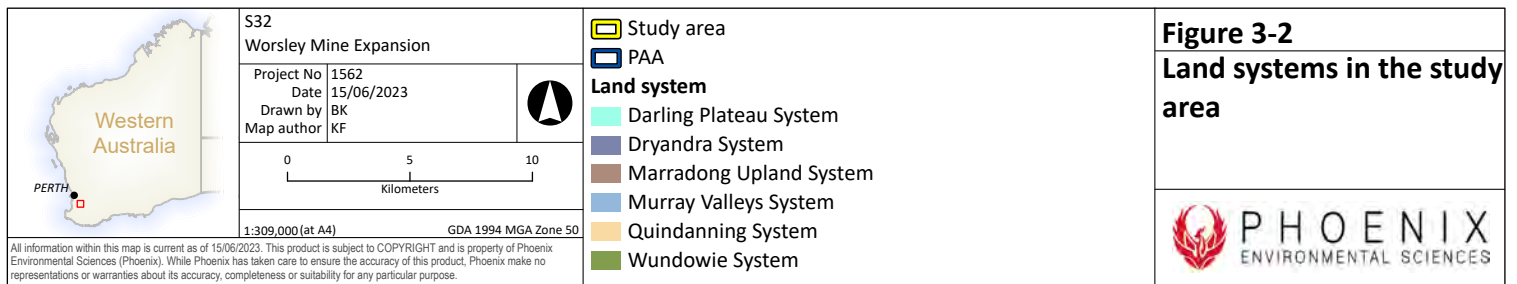 Western
Australia
PERTH
S32
Worsley Mine Expansion
Project No 1562
Date 15/06/2023
Drawn by BK
Map author KF
0 5 10
Kilometers
1:309,000 (at A4) GDA 1994 MGA Zone 50
All information within this map is current as of 15/06/2023. This product is subject to COPYRIGHT and is property of Phoenix
Environmental Sciences (Phoenix). While Phoenix has taken care to ensure the accuracy of this product, Phoenix make no
representations or warranties about its accuracy, completeness or suitability for any particular purpose.
Study area
PAA
Land system
Darling Plateau System
Dryandra System
Marradong Upland System
Murray Valleys System
Quindanning System
Wundowie System
Figure 3-2
Land systems in the study
area
PHOENIX
ENVIRONMENTAL SCIENCES